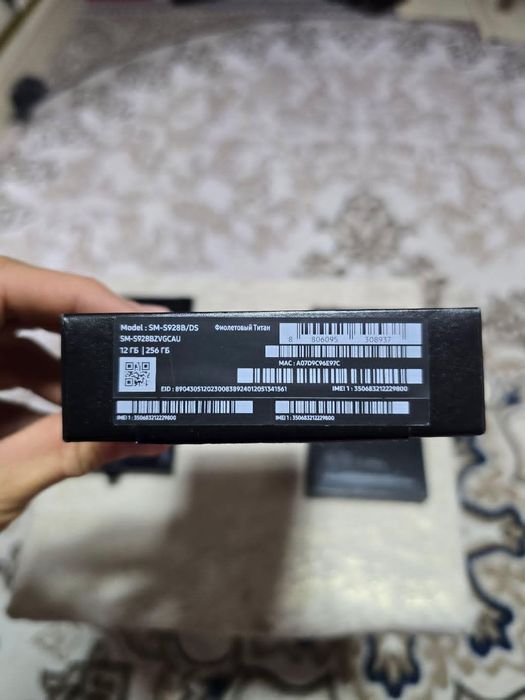 Model : SM-S928B/DS Фиолетовый Титан
SM-S928BZVGCAU
12 ГБ | 256 ГБ
8 806095 308937
MAC : A07D9C96E97C
EID : 89043051202300838924012051341561
IMEI 1 : 350683212229800
IMEI 1 : 350683212229800
IMEI 1 : 350683212229800